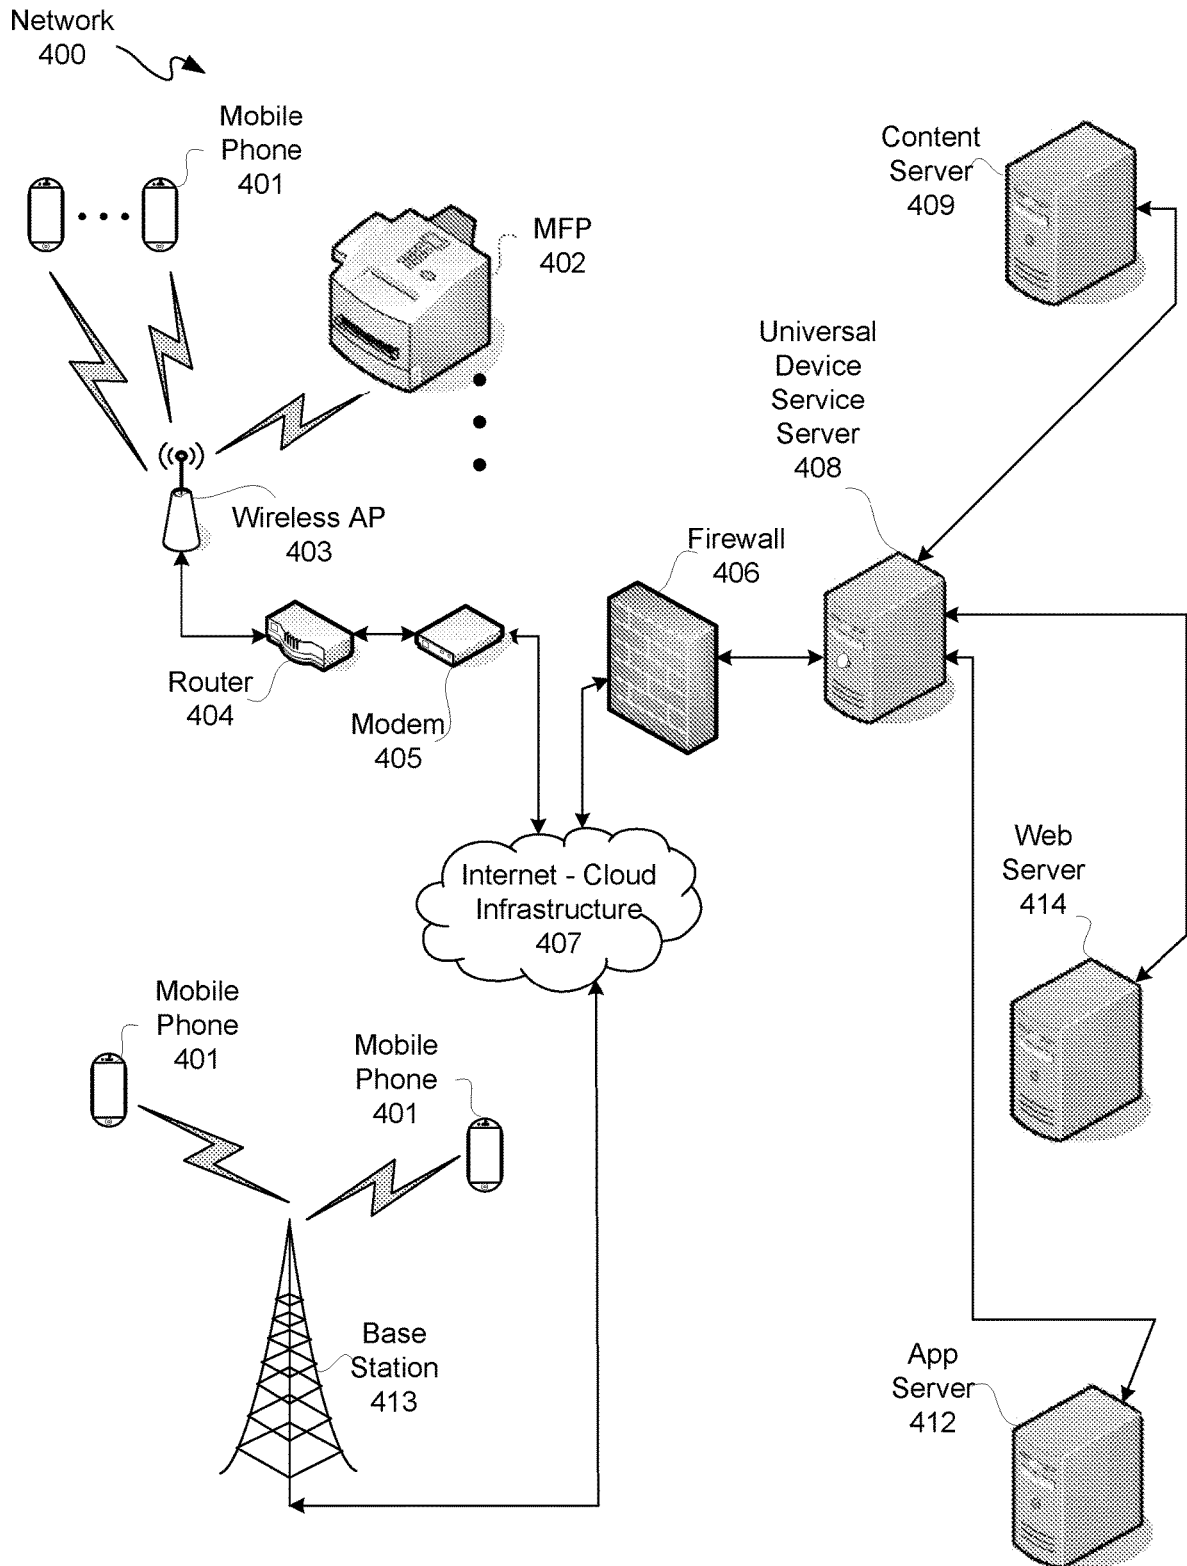 Network
400
Mobile
Phone
401
MFP
402
Content
Server
409
Universal
Device
Service
Server
408
Wireless AP
403
Firewall
406
Router
404
Modem
405
Internet - Cloud
Infrastructure
407
Web
Server
414
Mobile
Phone
401
Mobile
Phone
401
Base
Station
413
App
Server
412